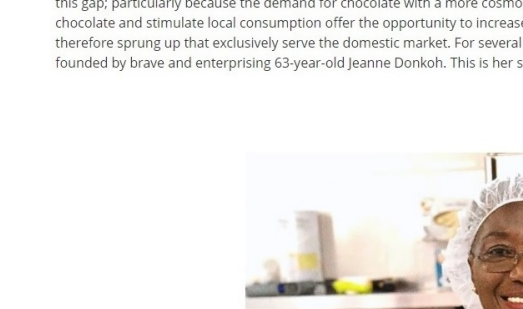 this gap; particularly because the demand for chocolate with a more cosmo
chocolate and stimulate local consumption offer the opportunity to increase
therefore sprung up that exclusively serve the domestic market. For several
founded by brave and enterprising 63-year-old Jeanne Donkoh. This is her s